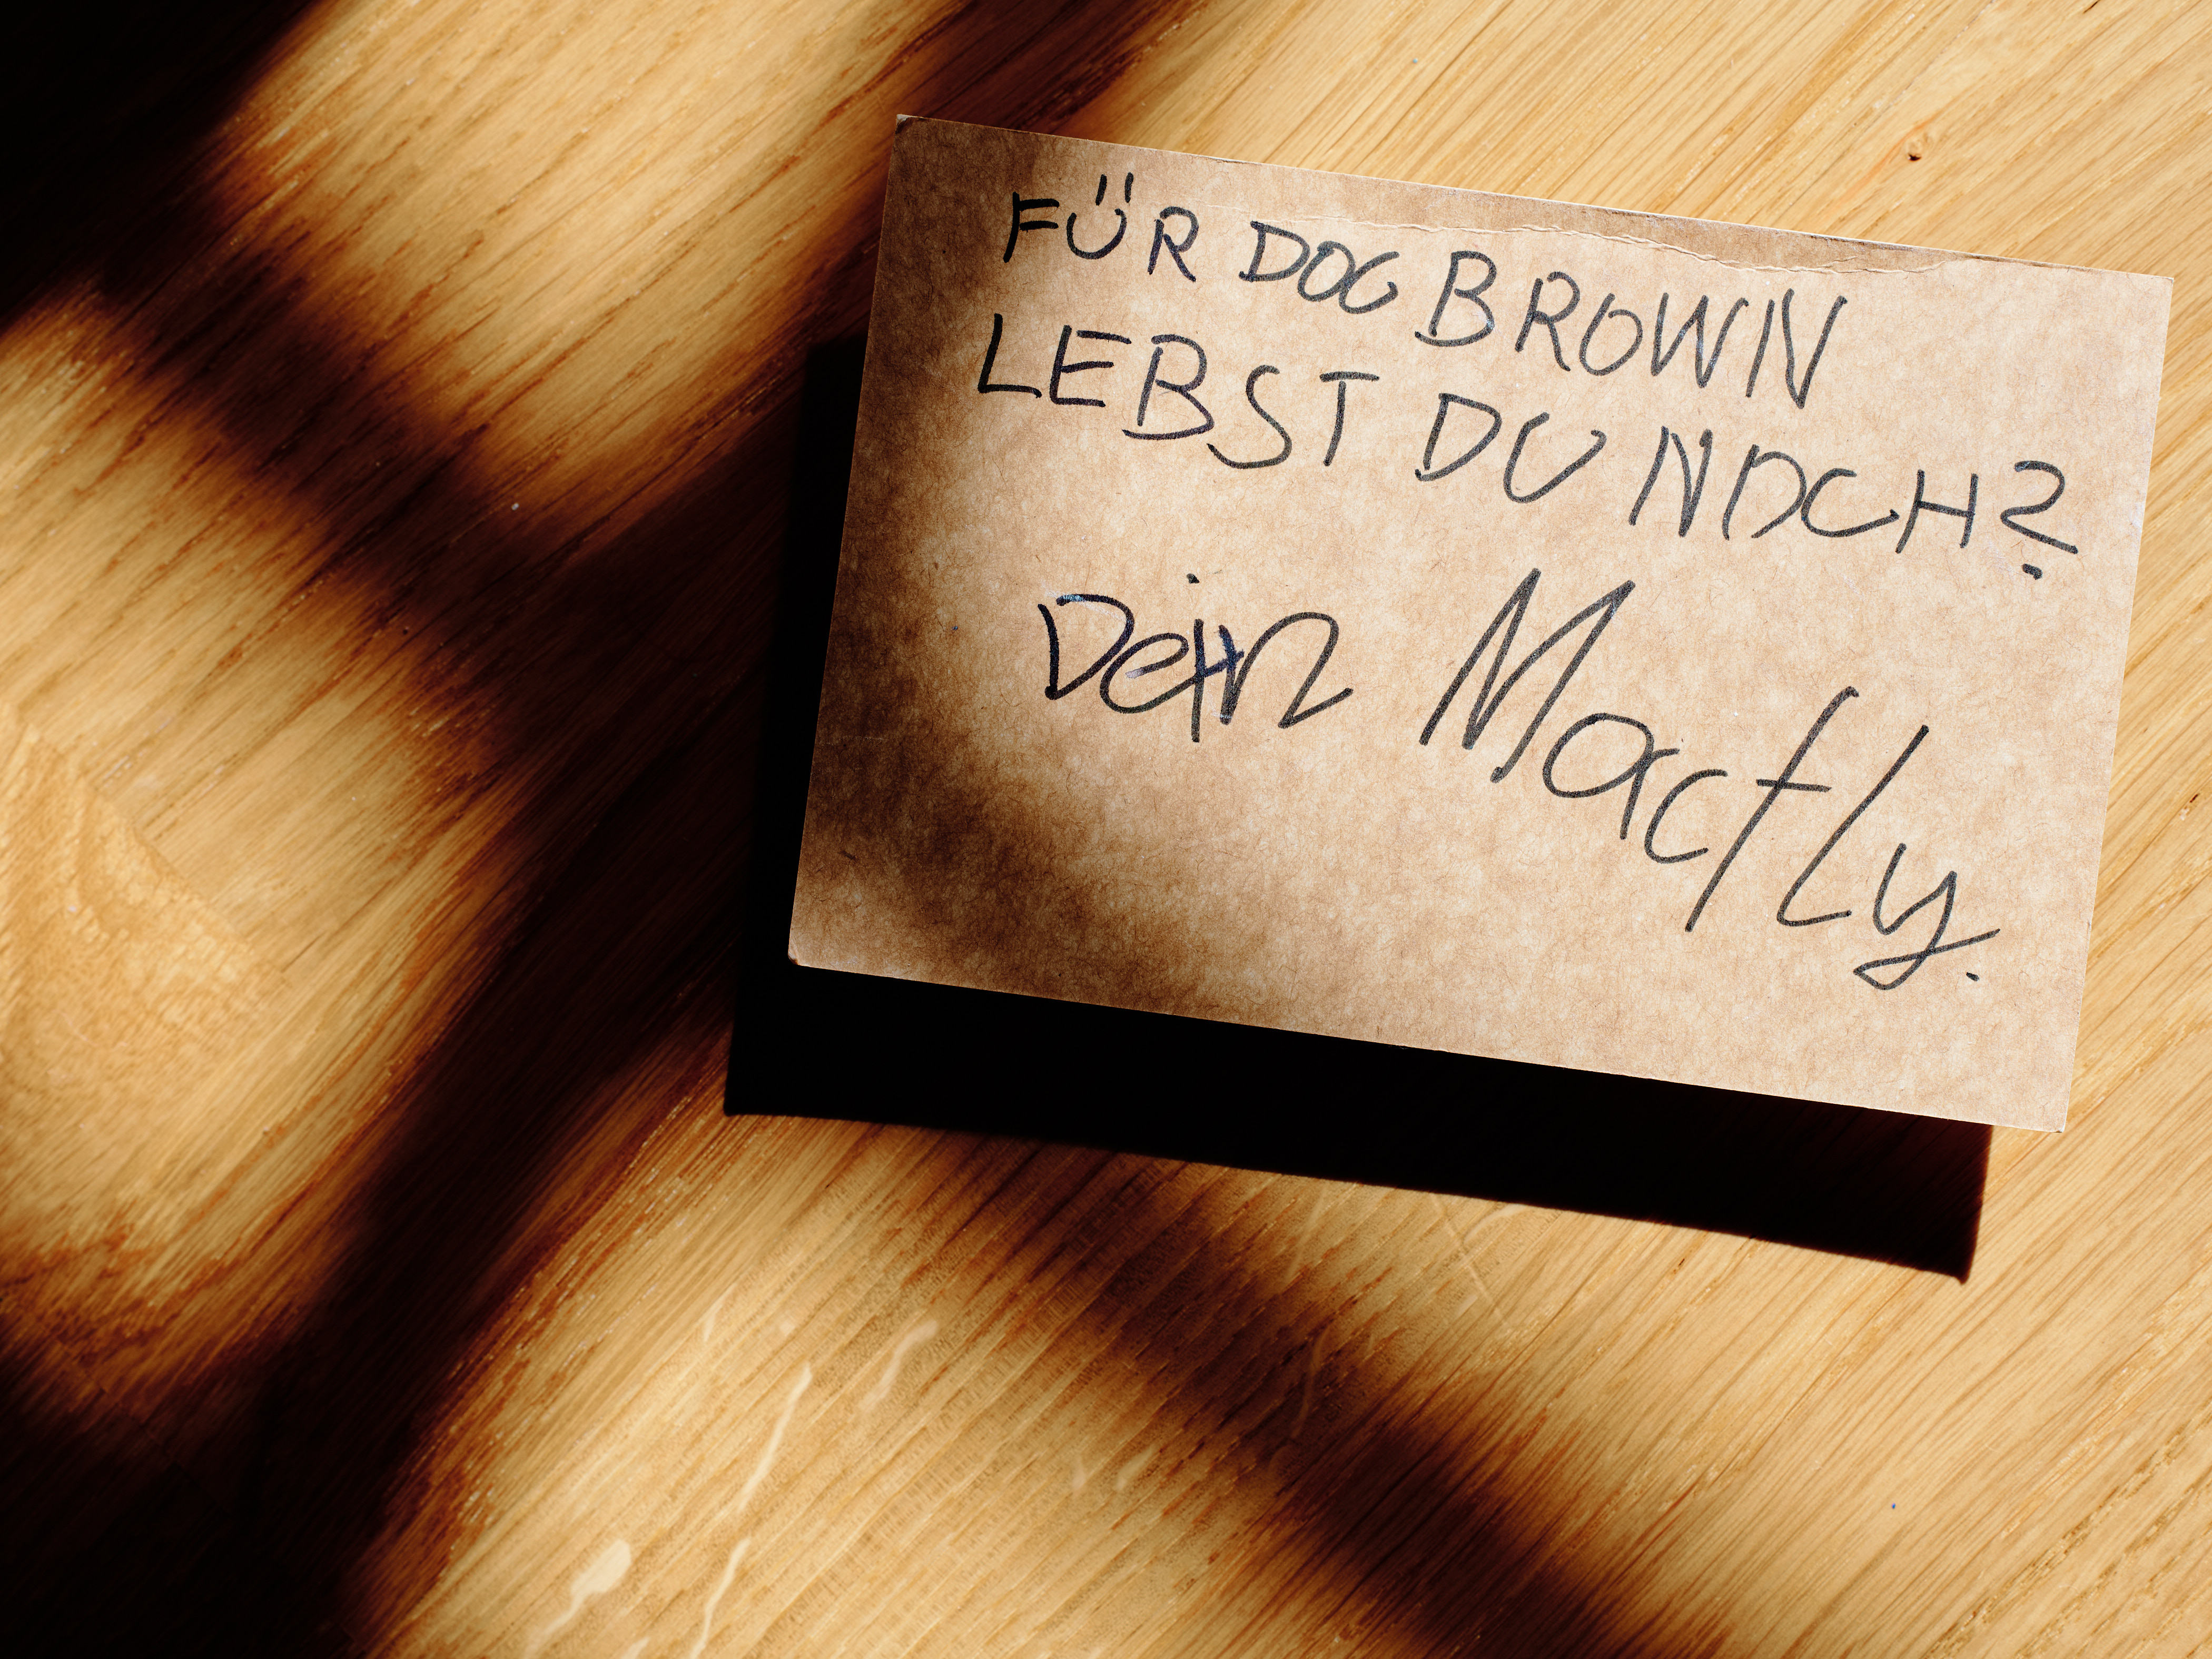 FÜR DOC BROWN
LEBST DU NOCH?
Dein Macfly.